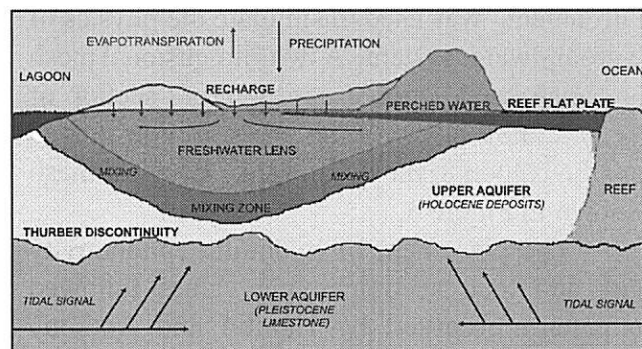 EVAPOTRANSPIRATION
PRECIPITATION
LAGOON
OCEAN
RECHARGE
PERCHED WATER
REEF FLAT PLATE
FRESHWATER LENS
MIXING
MIXING
MIXING ZONE
UPPER AQUIFER
(HOLOCENE DEPOSITS)
REEF
THURBER DISCONTINUITY
TIDAL SIGNAL
LOWER AQUIFER
(PLEISTOCENE
LIMESTONE)
TIDAL SIGNAL